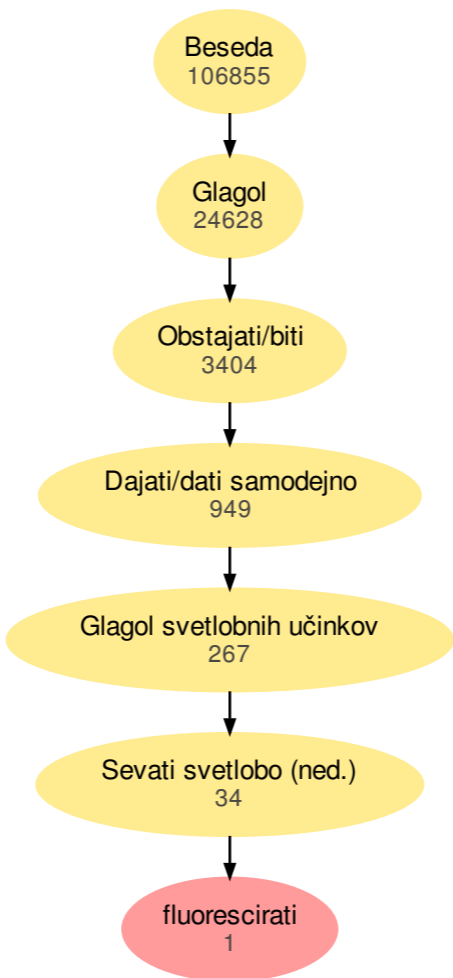 Beseda
106855
Glagol
24628
Obstajati/biti
3404
Dajati/dati samodejno
949
Glagol svetlobnih učinkov
267
Sevati svetlobo (ned.)
34
fluorescirati
1